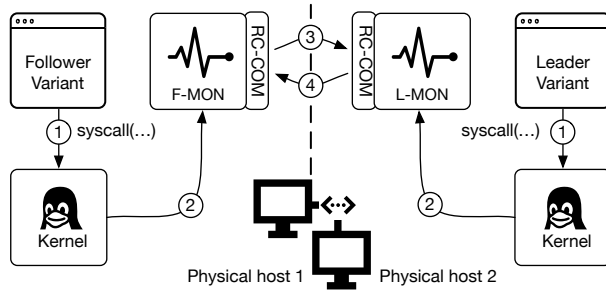 Follower
Variant
F-MON
RC-COM
3
4
RC-COM
L-MON
Leader
Variant
1
syscall(...)
syscall(...)
1
2
2
Kernel
Kernel
Physical host 1
Physical host 2